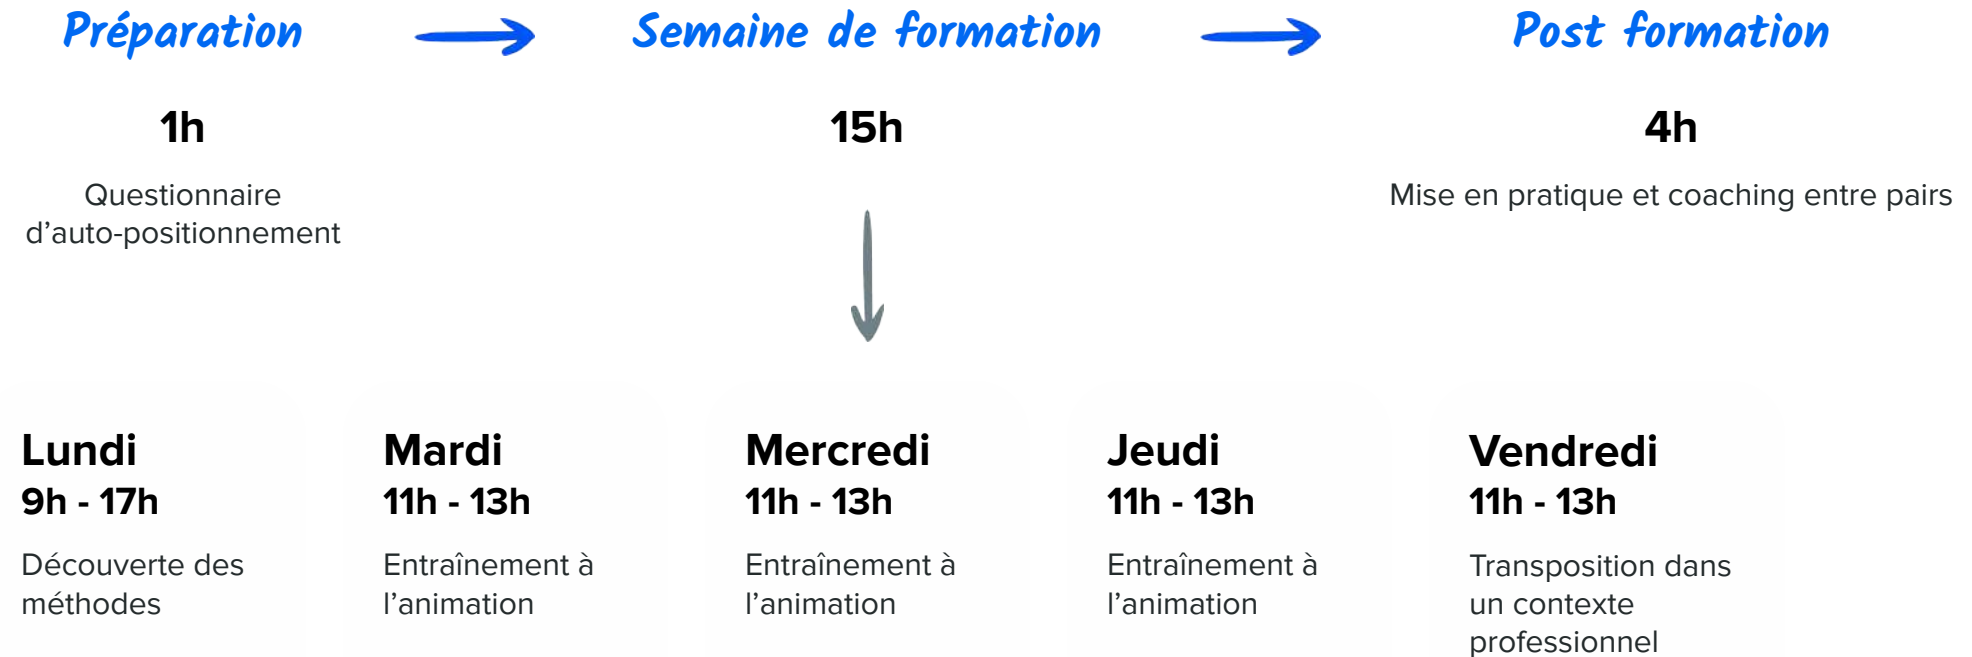 Préparation
Semaine de formation
Post formation
1h
15h
4h
Questionnaire
d’auto-positionnement
Mise en pratique et coaching entre pairs
Lundi
9h - 17h
Découverte des
méthodes
Mardi
11h - 13h
Entraînement à
l’animation
Mercredi
11h - 13h
Entraînement à
l’animation
Jeudi
11h - 13h
Entraînement à
l’animation
Vendredi
11h - 13h
Transposition dans
un contexte
professionnel